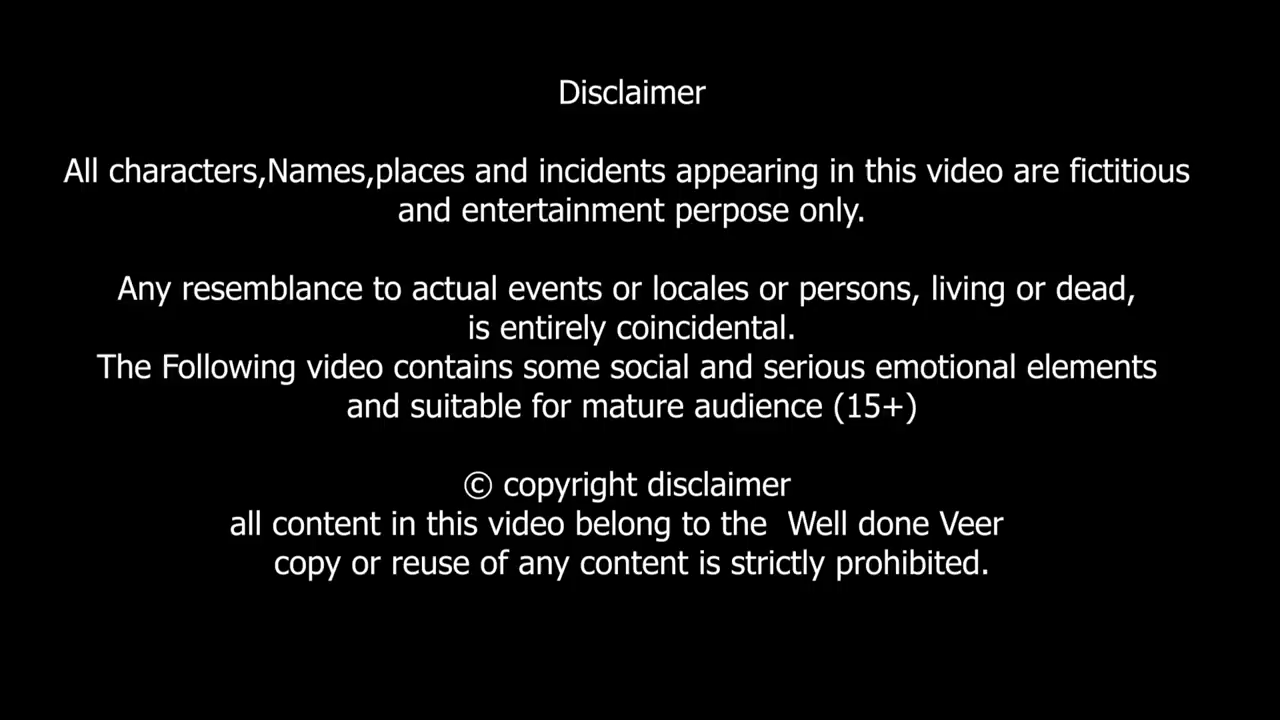 Disclaimer
All characters,Names,places and incidents appearing in this video are fictitious
and entertainment perpose only.
Any resemblance to actual events or locales or persons, living or dead,
is entirely coincidental.
The Following video contains some social and serious emotional elements
and suitable for mature audience (15+)
© copyright disclaimer
all content in this video belong to the  Well done Veer
copy or reuse of any content is strictly prohibited.